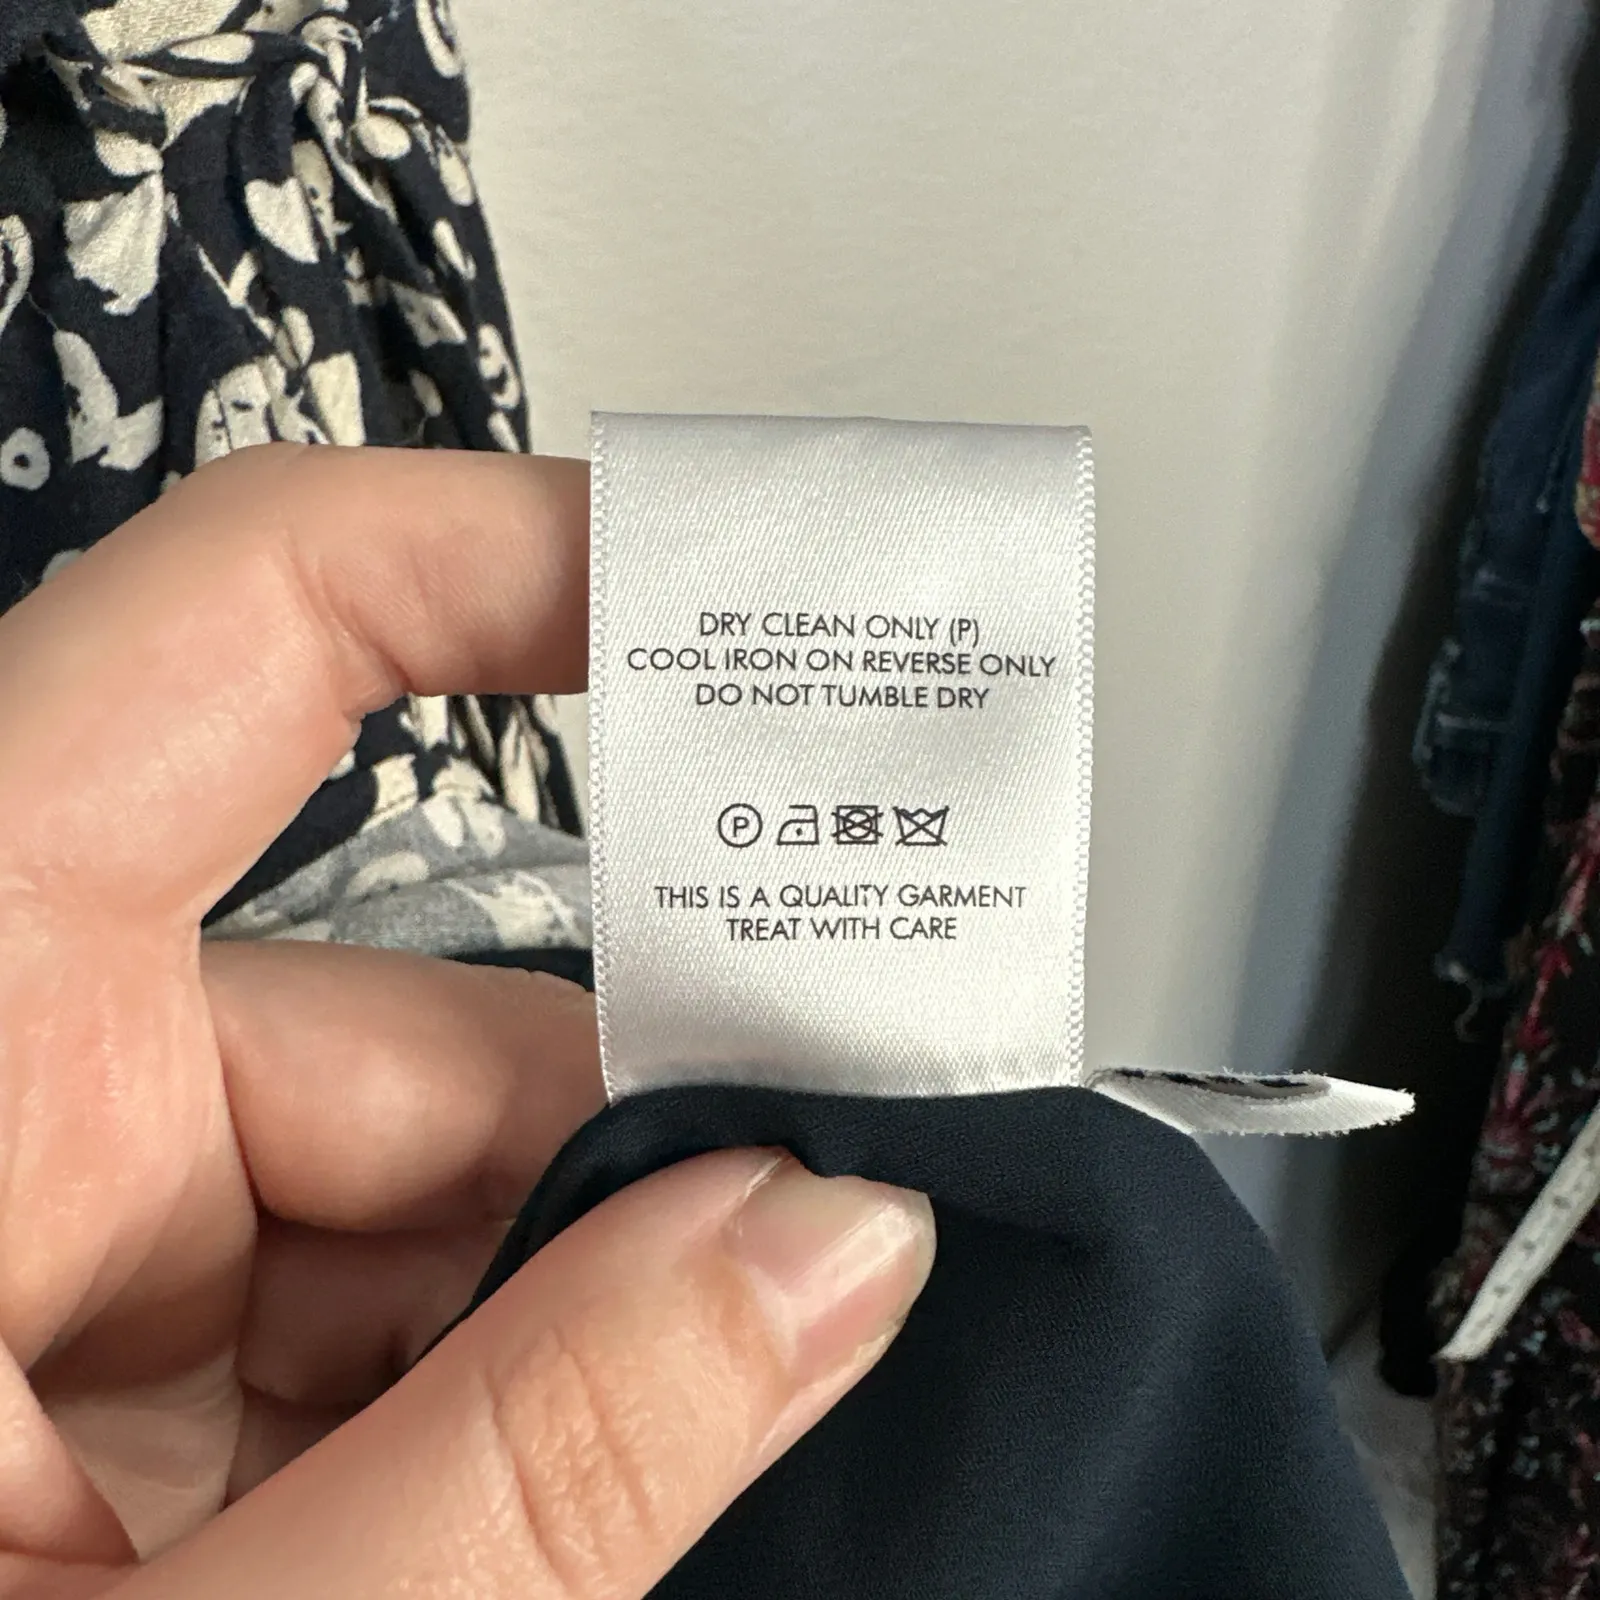 DRY CLEAN ONLY (P)
COOL IRON ON REVERSE ONLY
DO NOT TUMBLE DRY
P
THIS IS A QUALITY GARMENT
TREAT WITH CARE